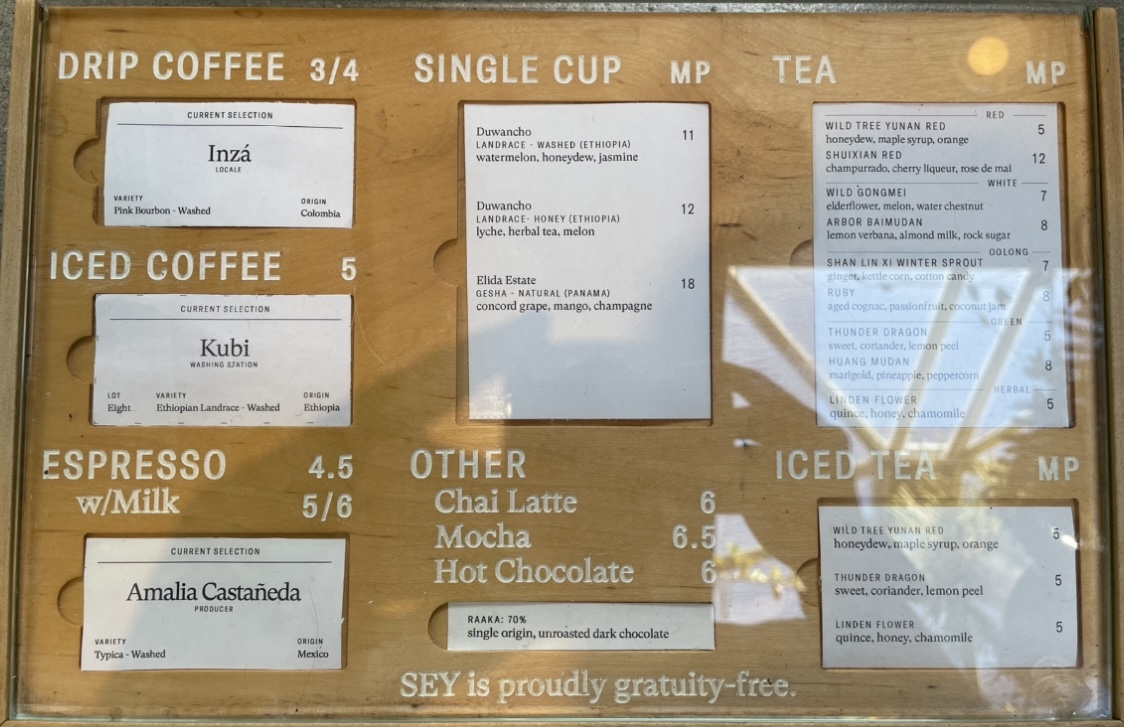 DRIP COFFEE 3/4
CURRENT SELECTION
Inzá
LOCALE
VARIETY ORIGIN
Pink Bourbon - Washed Colombia
ICED COFFEE 5
CURRENT SELECTION
Kubi
WASHING STATION
LOT VARIETY ORIGIN
Eight Ethiopian Landrace - Washed Ethiopia
ESPRESSO 4.5
w/Milk 5/6
CURRENT SELECTION
Amalia Castañeda
PRODUCER
VARIETY ORIGIN
Typica - Washed Mexico
SINGLE CUP MP
Duwancho 11
LANDRACE - WASHED (ETHIOPIA)
watermelon, honeydew, jasmine
Duwancho 12
LANDRACE- HONEY (ETHIOPIA)
lyche, herbal tea, melon
Elida Estate 18
GESHA - NATURAL (PANAMA)
concord grape, mango, champagne
OTHER
Chai Latte 6
Mocha 6.5
Hot Chocolate 6
RAAKA: 70%
single origin, unroasted dark chocolate
TEA MP
RED
WILD TREE YUNAN RED 5
honeydew, maple syrup, orange
SHUIXIAN RED 12
champurrado, cherry liqueur, rose de mai
WHITE
WILD GONGMEI 7
elderflower, melon, water chestnut
ARBOR BAIMUDAN 8
lemon verbana, almond milk, rock sugar
OOLONG
SHAN LIN XI WINTER SPROUT 7
ginger, kettle corn, cotton candy
RUBY 8
aged cognac, passionfruit, coconut jam
GREEN
THUNDER DRAGON 5
sweet, coriander, lemon peel
HUANG MUDAN 8
marigold, pineapple, peppercorn
HERBAL
LINDEN FLOWER 5
quince, honey, chamomile
ICED TEA MP
WILD TREE YUNAN RED 5
honeydew, maple syrup, orange
THUNDER DRAGON 5
sweet, coriander, lemon peel
LINDEN FLOWER 5
quince, honey, chamomile
SEY is proudly gratuity-free.